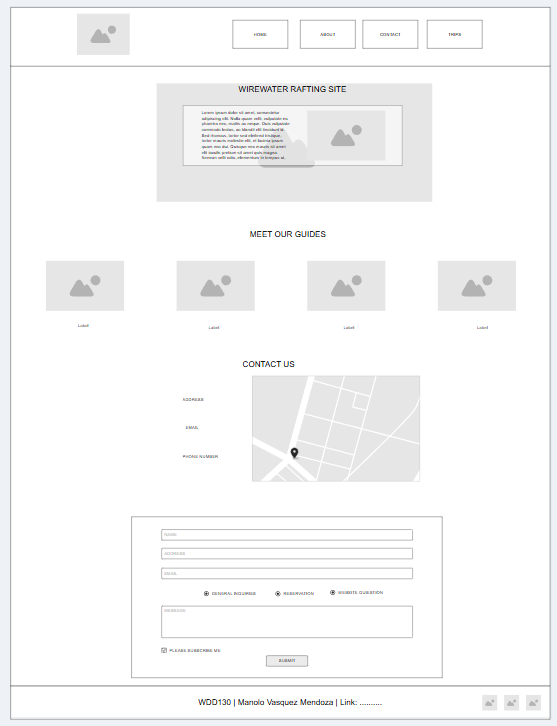 HOME ABOUT CONTACT TRIPS
WIREWATER RAFTING SITE
Lorem ipsum dolor sit amet, consectetur
adipiscing elit. Nulla quam velit, vulputate eu
pharetra nec, mattis ac neque. Duis vulputate
commodo lectus, ac blandit elit tincidunt id.
Sed rhoncus, tortor sed eleifend tristique,
tortor mauris molestie elit, et lacinia ipsum
quam nec dui. Quisque nec mauris sit amet
elit iaculis pretium sit amet quis magna.
Aenean velit odio, elementum in tempus ut,
MEET OUR GUIDES
Label Label Label Label
CONTACT US
ADDRESS
EMAIL
PHONE NUMBER
NAME
ADDRESS
EMAIL
GENERAL INQUIRIES RESERVATION WEBSITE QUESTION
MESSAGE
PLEASE SUBSCRIBE ME
SUBMIT
WDD130 | Manolo Vasquez Mendoza | Link: ..........